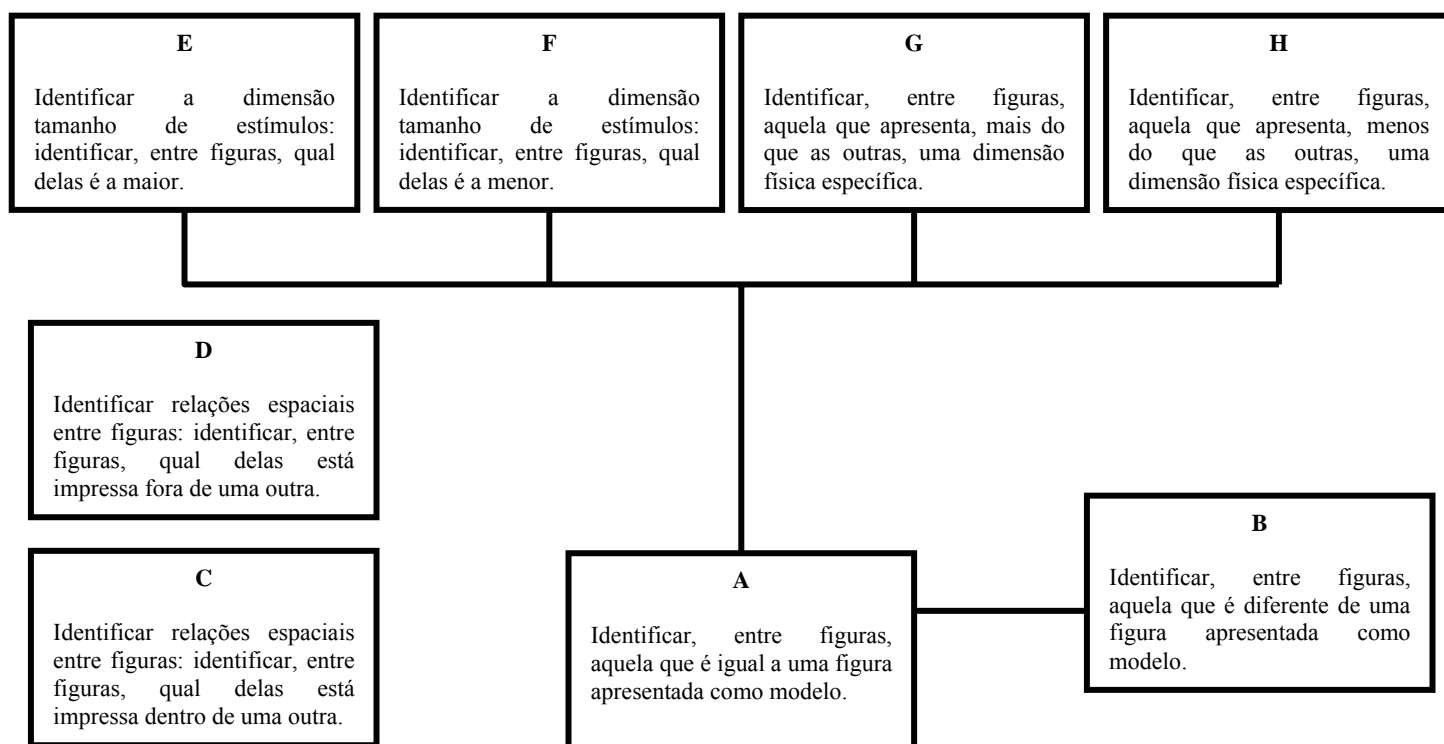 E
Identificar a dimensão
tamanho de estímulos:
identificar, entre figuras, qual
delas é a maior.
F
Identificar a dimensão
tamanho de estímulos:
identificar, entre figuras, qual
delas é a menor.
G
Identificar, entre figuras,
aquela que apresenta, mais do
que as outras, uma dimensão
física específica.
H
Identificar, entre figuras,
aquela que apresenta, menos
do que as outras, uma
dimensão física específica.
D
Identificar relações espaciais
entre figuras: identificar, entre
figuras, qual delas está
impressa fora de uma outra.
C
Identificar relações espaciais
entre figuras: identificar, entre
figuras, qual delas está
impressa dentro de uma outra.
A
Identificar, entre figuras,
aquela que é igual a uma figura
apresentada como modelo.
B
Identificar, entre figuras,
aquela que é diferente de uma
figura apresentada como
modelo.